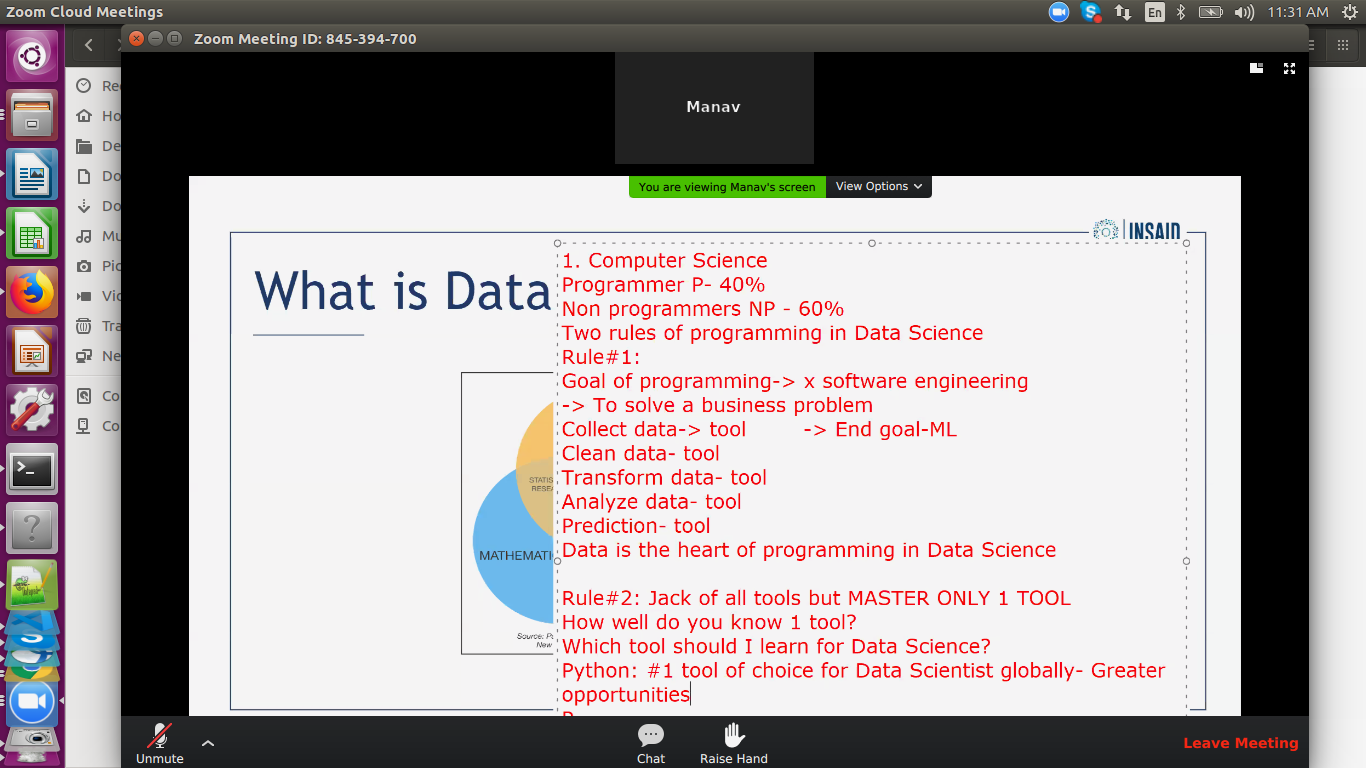 Zoom Cloud Meetings
En
11:31 AM
Zoom Meeting ID: 845-394-700
Manav
You are viewing Manav's screen
View Options
INSAID
What is Data
1. Computer Science
Programmer P- 40%
Non programmers NP - 60%
Two rules of programming in Data Science
Rule#1:
Goal of programming-> x software engineering
-> To solve a business problem
Collect data-> tool -> End goal-ML
Clean data- tool
Transform data- tool
Analyze data- tool
Prediction- tool
Data is the heart of programming in Data Science
Rule#2: Jack of all tools but MASTER ONLY 1 TOOL
How well do you know 1 tool?
Which tool should I learn for Data Science?
Python: #1 tool of choice for Data Scientist globally- Greater
opportunities
STATIS
RESEA
MATHEMATI
Source: P
New
Re
Ho
De
Do
Do
Mu
Pic
Vic
Tra
Ne
Co
Co
Unmute
Chat
Raise Hand
Leave Meeting